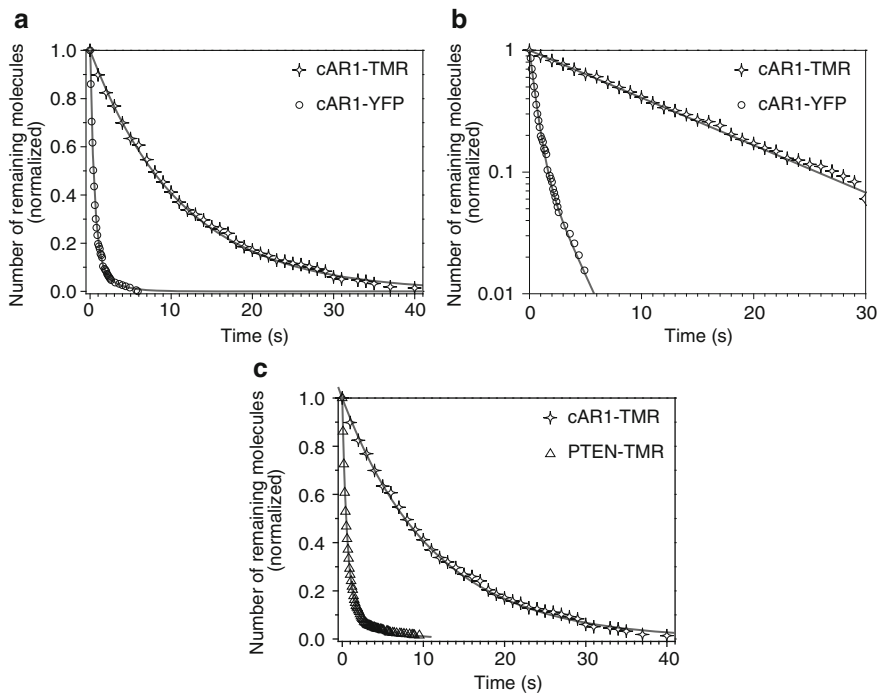 a
Number of remaining molecules
(normalized)
1.0
0.8
0.6
0.4
0.2
0.0
cAR1-TMR
cAR1-YFP
0
10
20
30
40
Time (s)
b
Number of remaining molecules
(normalized)
1
0.1
0.01
cAR1-TMR
cAR1-YFP
0
10
20
30
Time (s)
c
Number of remaining molecules
(normalized)
1.0
0.8
0.6
0.4
0.2
0.0
cAR1-TMR
PTEN-TMR
0
10
20
30
40
Time (s)